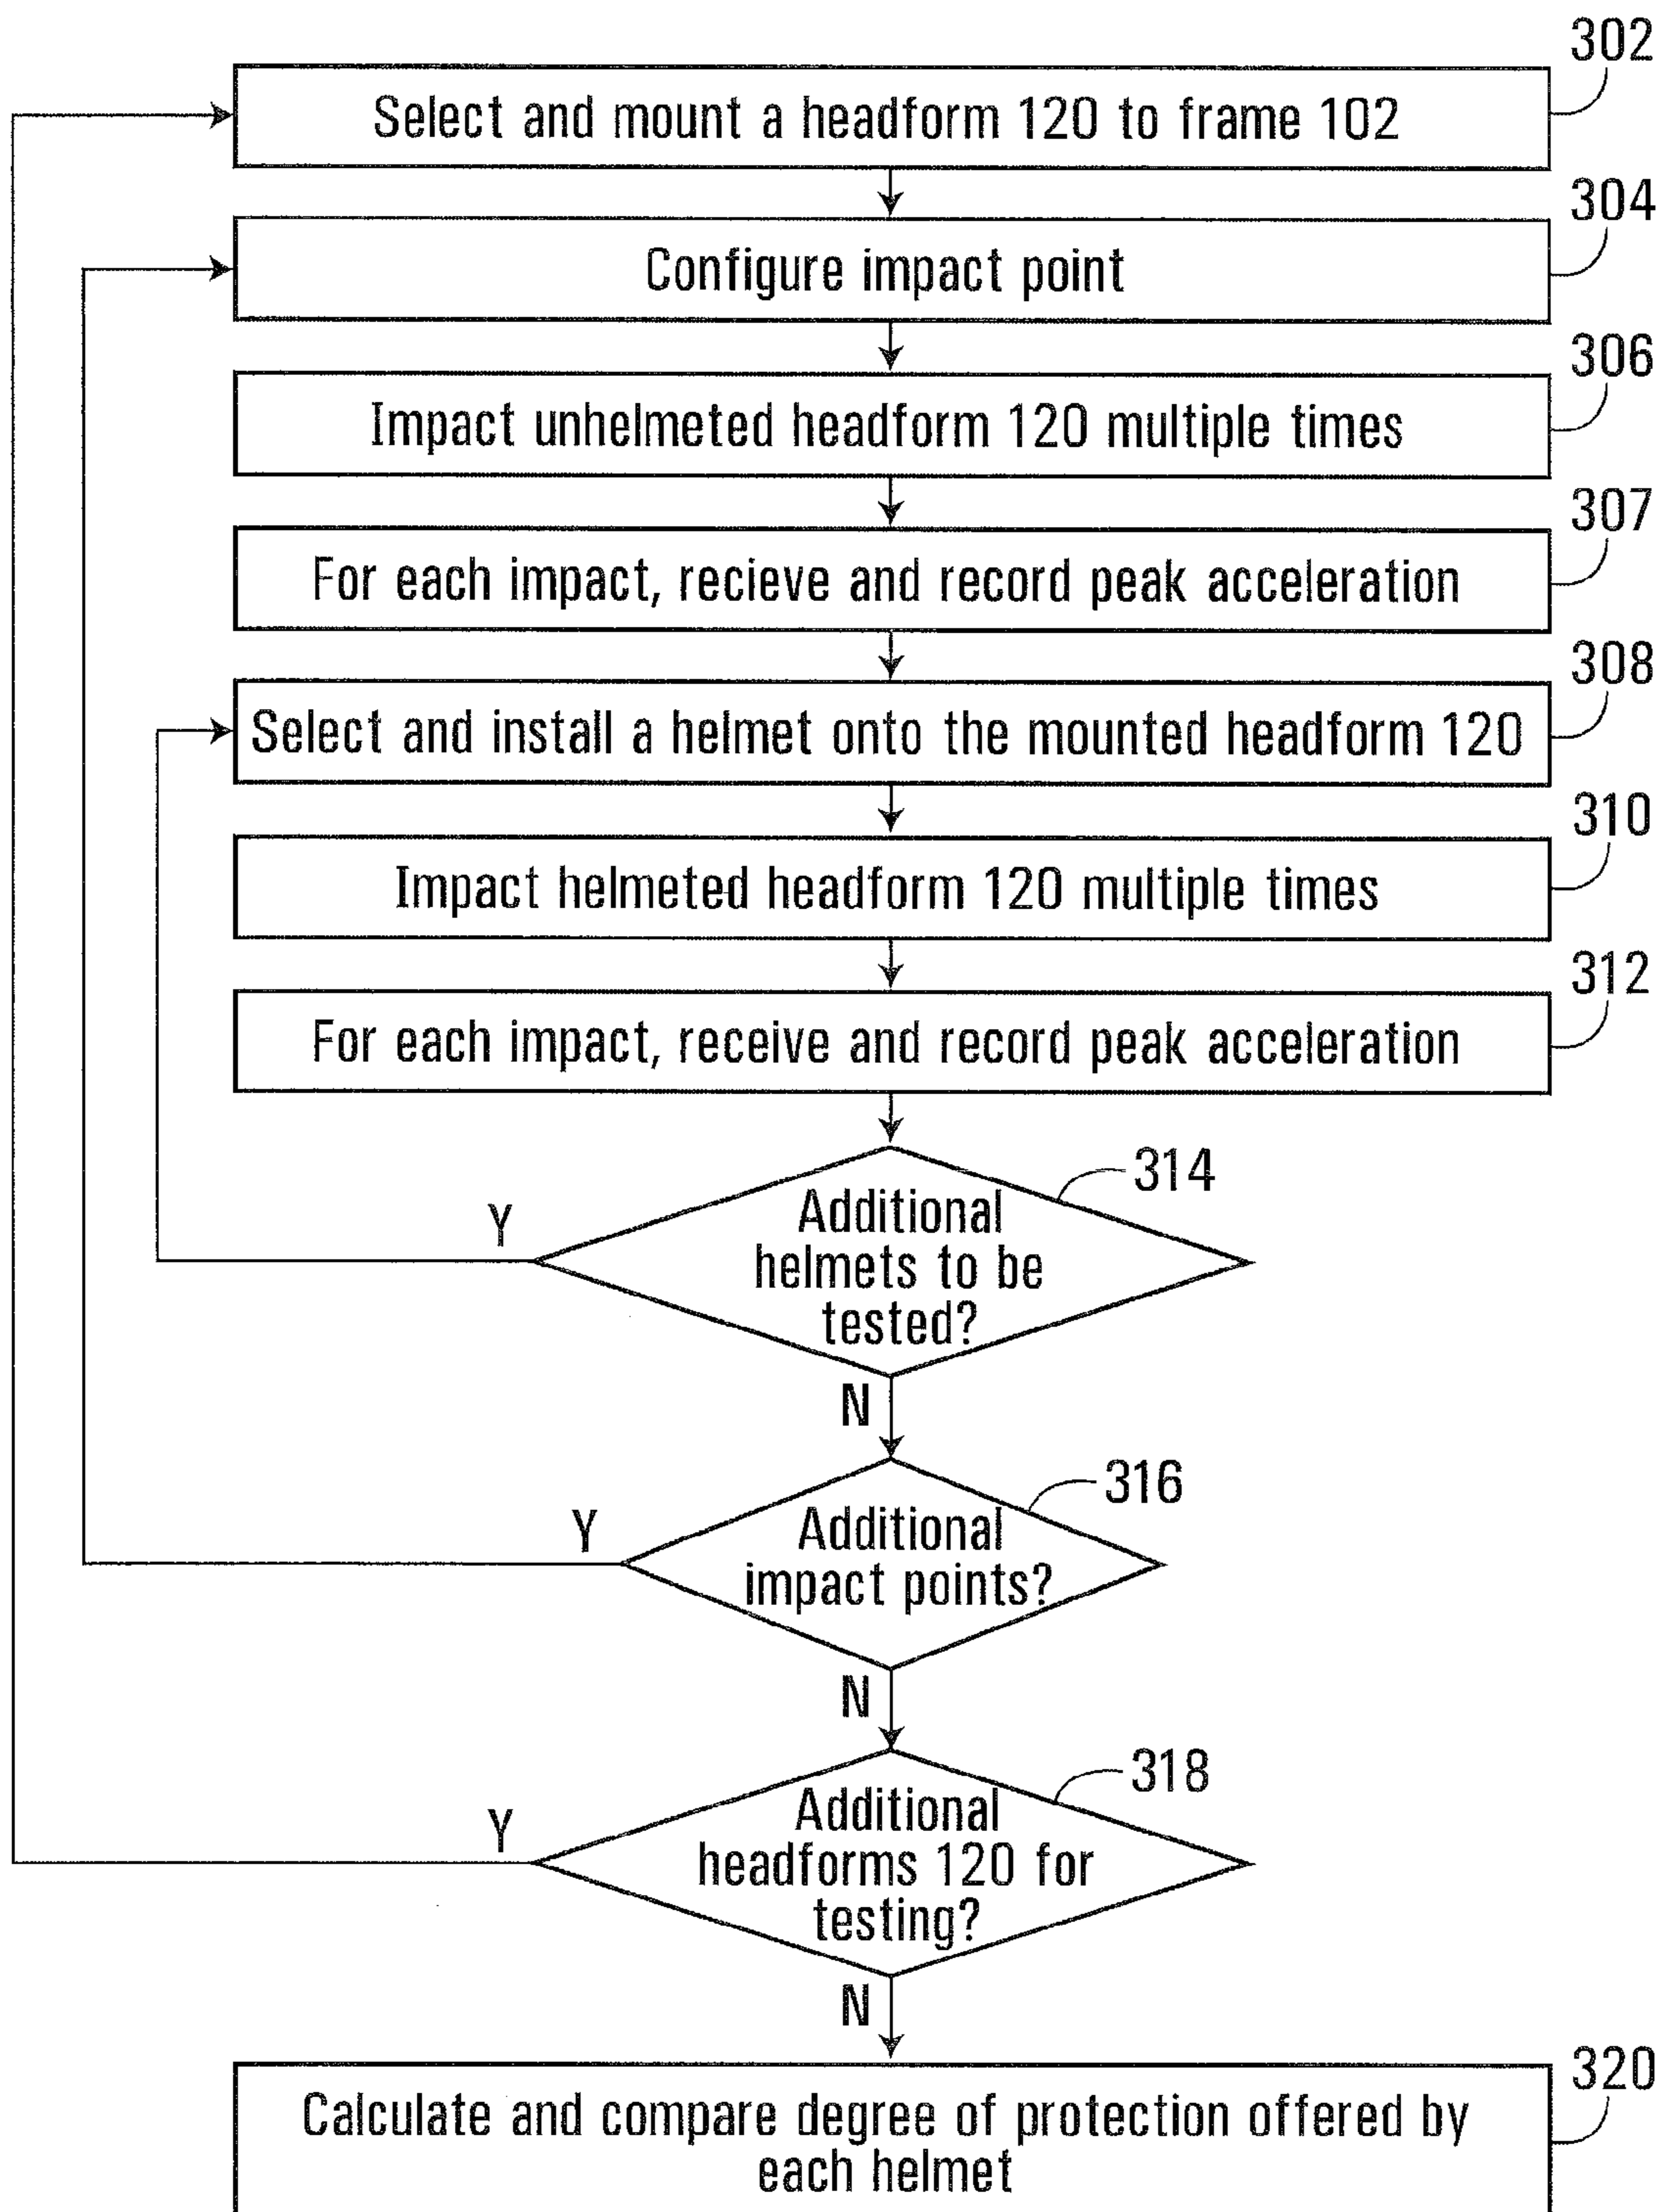 302
Select and mount a headform 120 to frame 102
304
Configure impact point
306
Impact unhelmeted headform 120 multiple times
307
For each impact, recieve and record peak acceleration
308
Select and install a helmet onto the mounted headform 120
310
Impact helmeted headform 120 multiple times
312
For each impact, receive and record peak acceleration
314
Additional
helmets to be
tested?
Y
N
316
Additional
impact points?
Y
N
318
Additional
headforms 120 for
testing?
Y
N
320
Calculate and compare degree of protection offered by
each helmet